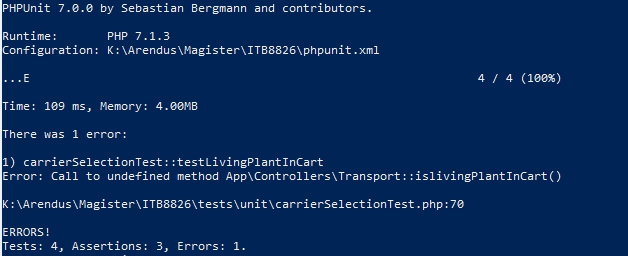 PHPUnit 7.0.0 by Sebastian Bergmann and contributors.
Runtime:       PHP 7.1.3
Configuration: K:\Arendus\Magister\ITB8826\phpunit.xml
...E                                                                4 / 4 (100%)
Time: 109 ms, Memory: 4.00MB
There was 1 error:
1) carrierSelectionTest::testLivingPlantInCart
Error: Call to undefined method App\Controllers\Transport::islivingPlantInCart()
K:\Arendus\Magister\ITB8826\tests\unit\carrierSelectionTest.php:70
ERRORS!
Tests: 4, Assertions: 3, Errors: 1.